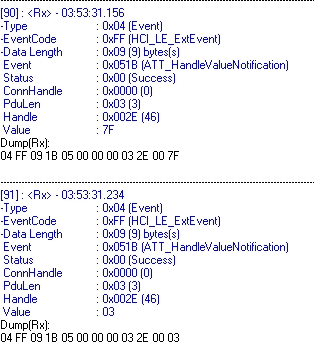 [90] : <Rx> - 03:53:31.156
-Type : 0x04 (Event)
-EventCode : 0xFF (HCI_LE_ExtEvent)
-Data Length : 0x09 (9) bytes(s)
Event : 0x051B (ATT_HandleValueNotification)
Status : 0x00 (Success)
ConnHandle : 0x0000 (0)
PduLen : 0x03 (3)
Handle : 0x002E (46)
Value : 7F
Dump(Rx):
04 FF 09 1B 05 00 00 00 03 2E 00 7F
[91] : <Rx> - 03:53:31.234
-Type : 0x04 (Event)
-EventCode : 0xFF (HCI_LE_ExtEvent)
-Data Length : 0x09 (9) bytes(s)
Event : 0x051B (ATT_HandleValueNotification)
Status : 0x00 (Success)
ConnHandle : 0x0000 (0)
PduLen : 0x03 (3)
Handle : 0x002E (46)
Value : 03
Dump(Rx):
04 FF 09 1B 05 00 00 00 03 2E 00 03